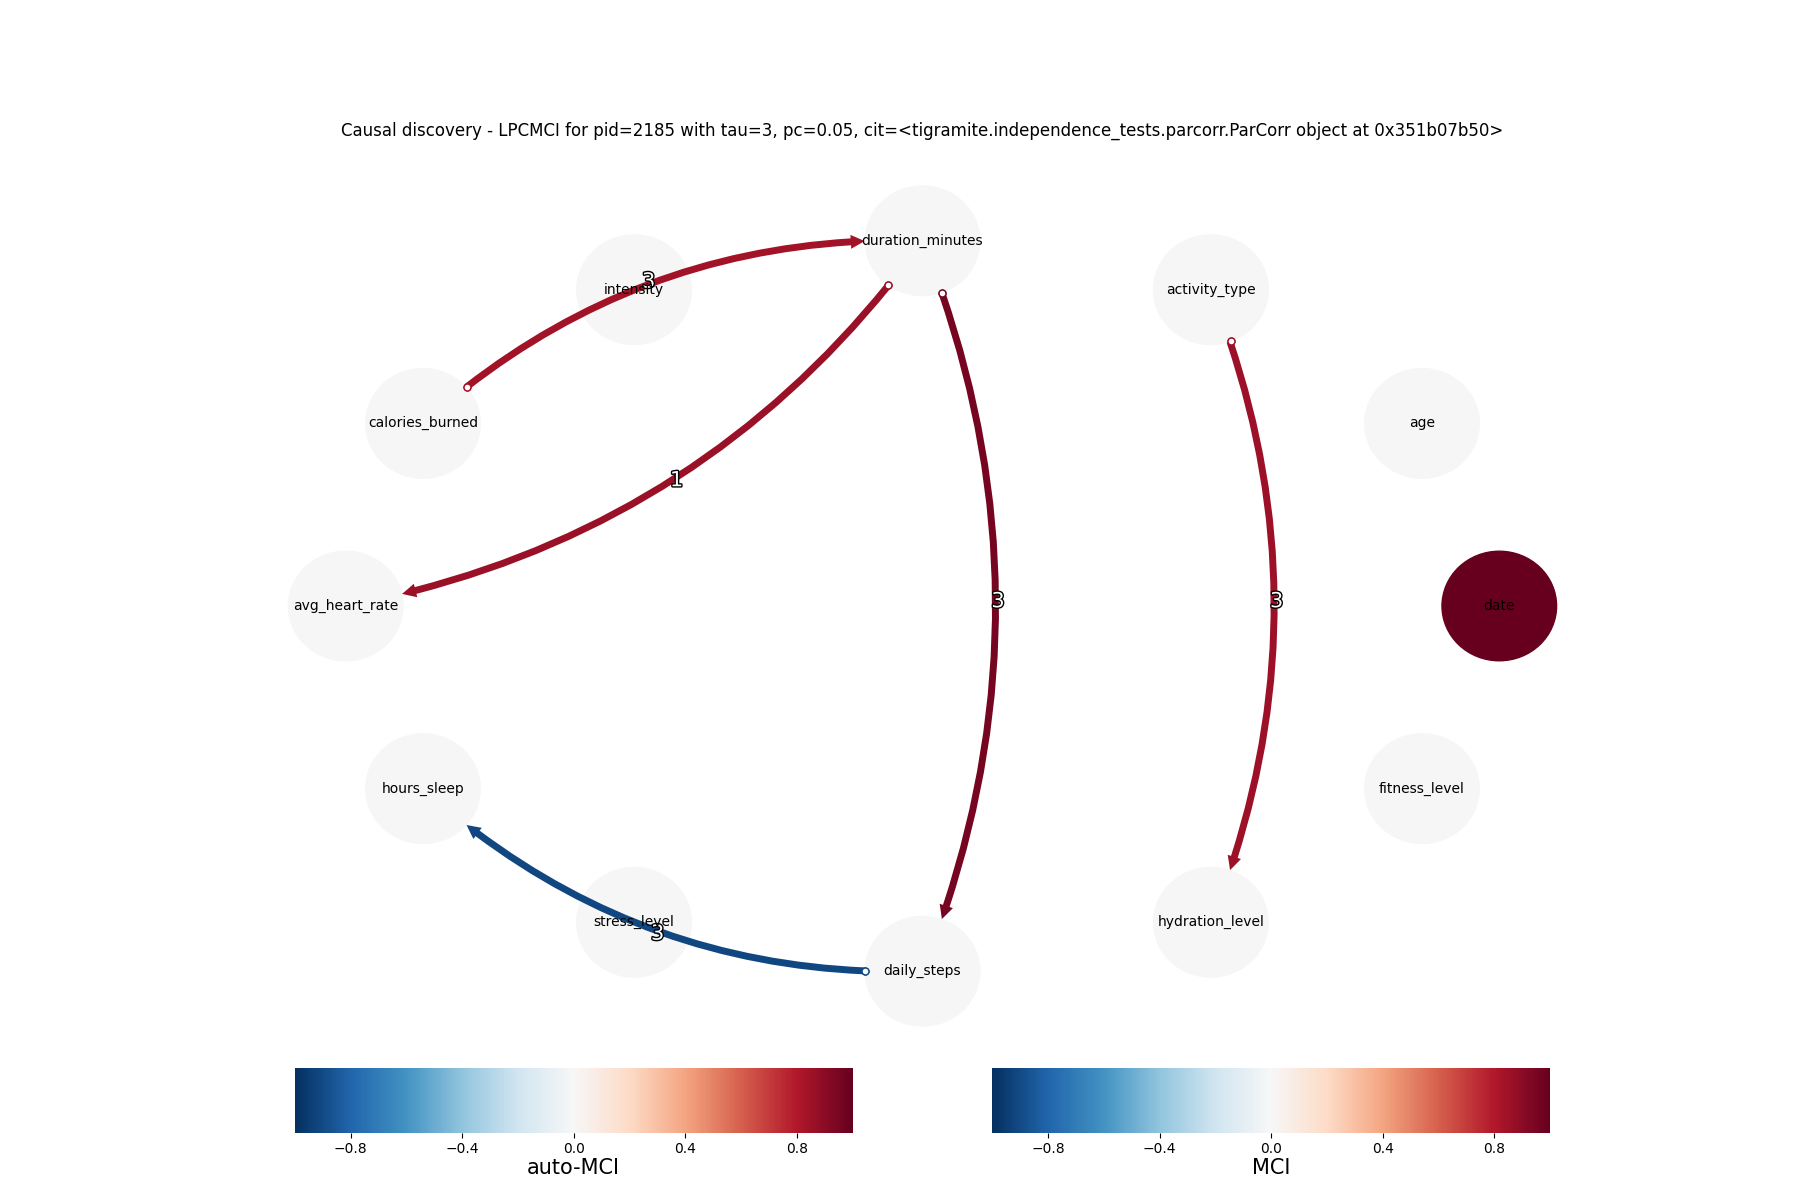 Causal discovery - LPCMCI for pid=2185 with tau=3, pc=0.05, cit=<tigramite.independence_tests.parcorr.ParCorr object at 0x351b07b50>
duration_minutes
3
intensity
activity_type
calories_burned
age
1
avg_heart_rate
3
3
date
hours_sleep
fitness_level
stress_level
3
hydration_level
daily_steps
−0.8 −0.4 0.0 0.4 0.8
auto-MCI
−0.8 −0.4 0.0 0.4 0.8
MCI